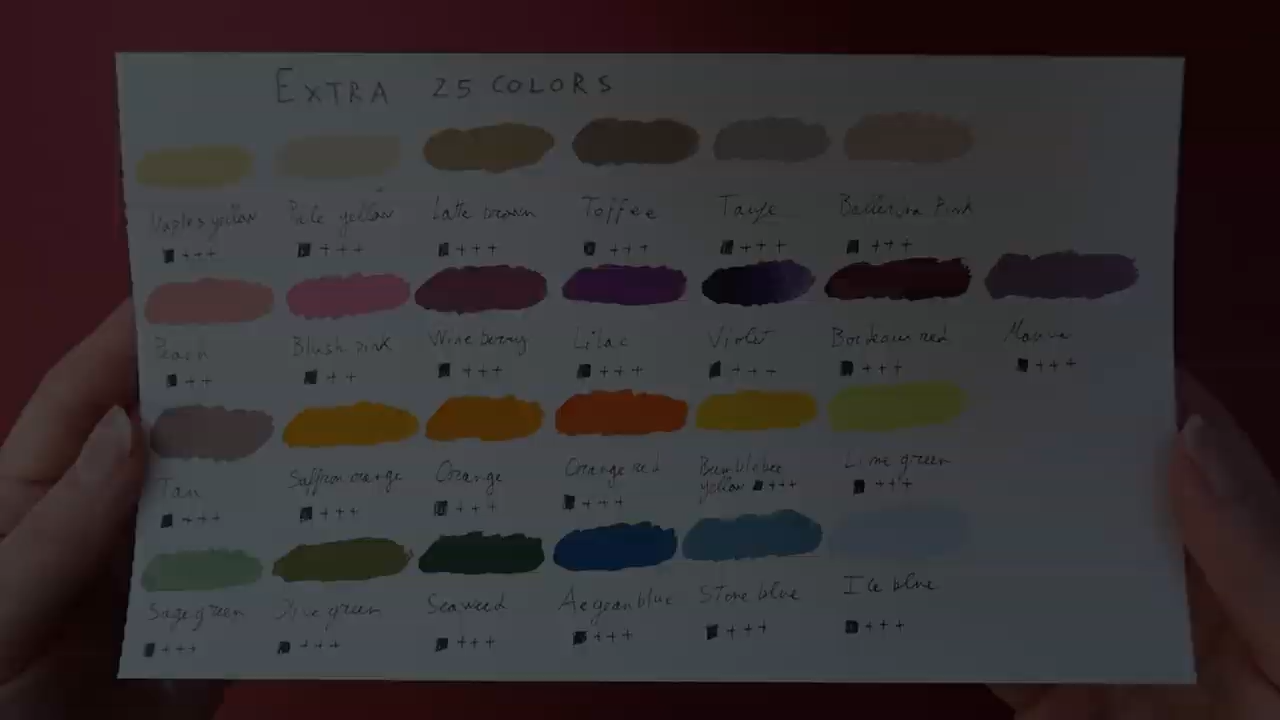 EXTRA 25 COLORS
Naples yellow Pale yellow Latte brown Toffee Taupe Ballerina Pink
+++ +++ +++ +++ +++ +++
Peach Blush pink Wine berry Lilac Violet Bordeaux red Mauve
++ ++ +++ +++ +++ +++ +++
Tan Saffron orange Orange Orange red Bumblebee Lime green
yellow
+++ +++ +++ +++ +++ +++
Sage green Olive green Seaweed Aegean blue Stone blue Ice blue
+++ +++ +++ +++ +++ +++